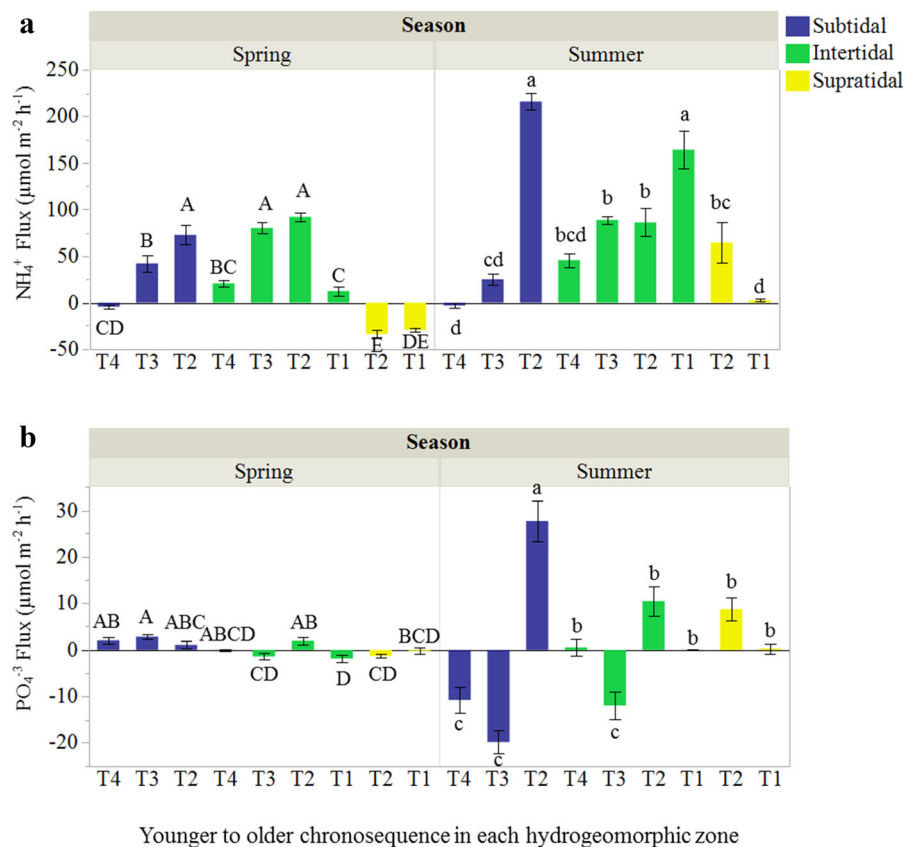 a
Season
Spring Summer
Subtidal
Intertidal
Supratidal
NH₄⁺ Flux (µmol m⁻² h⁻¹)
250
200
150
100
50
0
-50
CD B A BC A A C E DE
d cd a bcd b b a bc d
T4 T3 T2 T4 T3 T2 T1 T2 T1 T4 T3 T2 T4 T3 T2 T1 T2 T1
b
Season
Spring Summer
PO₄⁻³ Flux (µmol m⁻² h⁻¹)
30
20
10
0
-10
-20
AB A ABC ABCD CD AB D CD BCD
c c a b c b b b b
T4 T3 T2 T4 T3 T2 T1 T2 T1 T4 T3 T2 T4 T3 T2 T1 T2 T1
Younger to older chronosequence in each hydrogeomorphic zone